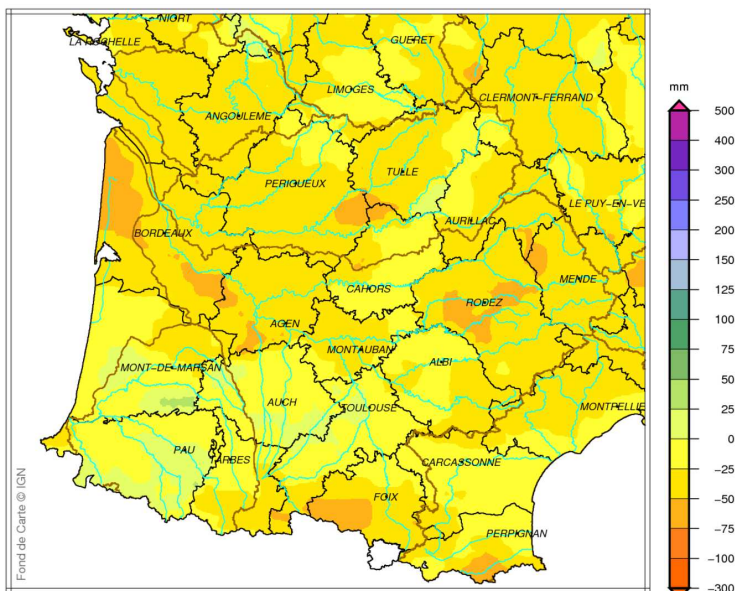 NIORT
LA ROCHELLE
GUERET
LIMOGES
CLERMONT-FERRAND
ANGOULEME
TULLE
PERIGUEUX
LE PUY-EN-VE
AURILLAC
BORDEAUX
MENDE
CAHORS
RODEZ
AGEN
MONTAUBAN
ALBI
MONT-DE-MARSAN
AUCH
TOULOUSE
MONTPELLIE
PAU
TARBES
CARCASSONNE
FOIX
PERPIGNAN
Fond de Carte © IGN
mm
500
400
300
250
200
150
125
100
75
50
25
0
-25
-50
-75
-100
-300